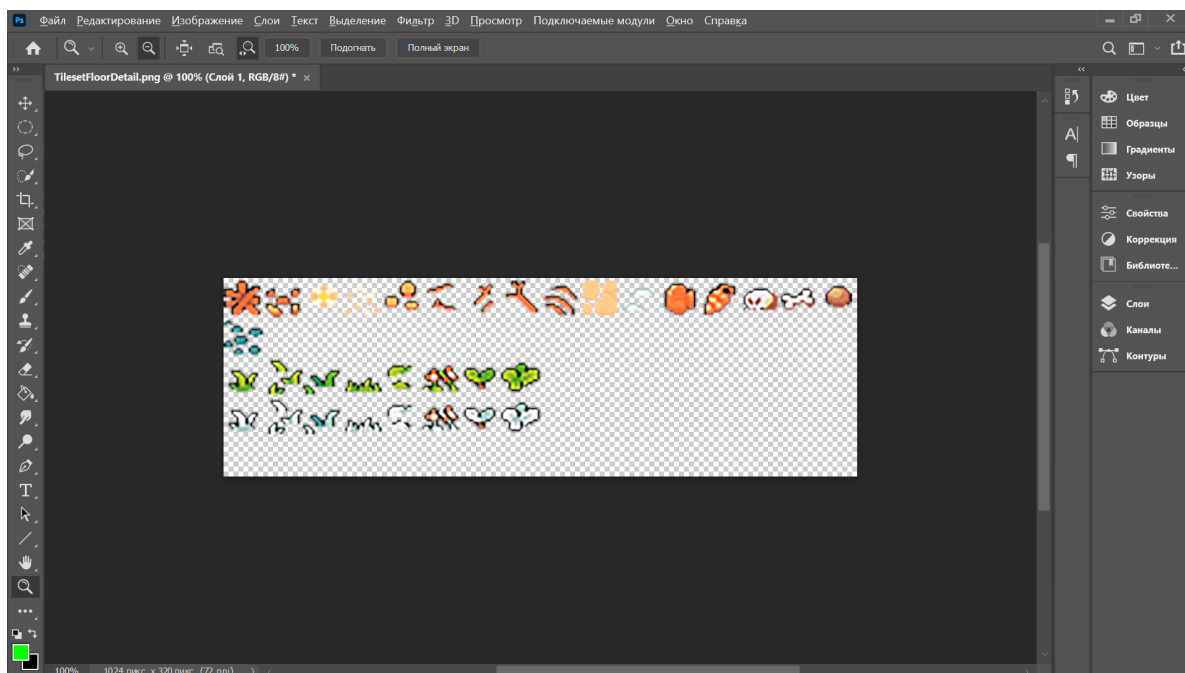 Ps Файл Редактирование Изображение Слои Текст Выделение Фильтр 3D Просмотр Подключаемые модули Окно Справка
100% Подогнать Полный экран
TilesetFloorDetail.png @ 100% (Слой 1, RGB/8#) * ×
Цвет
Образцы
Градиенты
Узоры
Свойства
Коррекция
Библиоте...
Слои
Каналы
Контуры
100% 1024 пикс. x 320 пикс. (72 ppi)